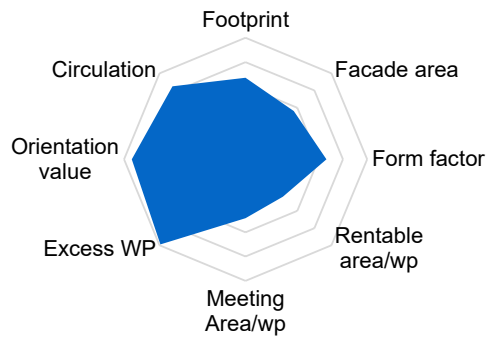 Footprint
Circulation
Facade area
Orientation
value
Form factor
Excess WP
Rentable
area/wp
Meeting
Area/wp